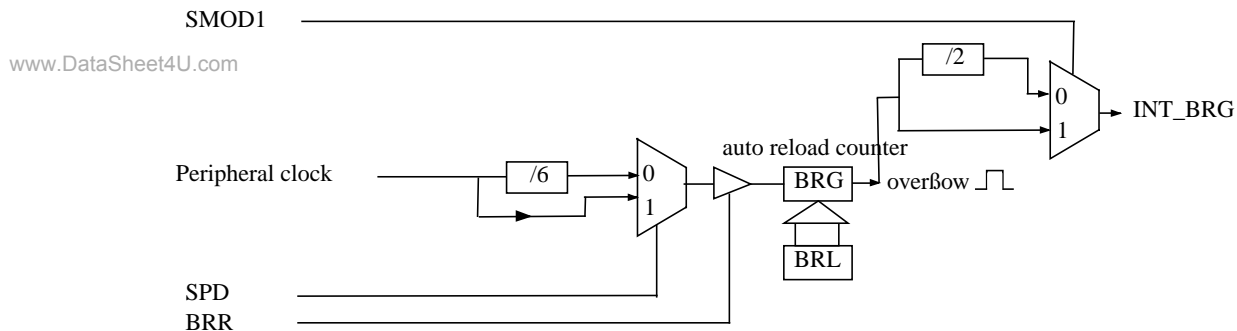 SMOD1
www.DataSheet4U.com
/2
0
INT_BRG
1
auto reload counter
Peripheral clock
/6
0
BRG
overßow
1
BRL
SPD
BRR